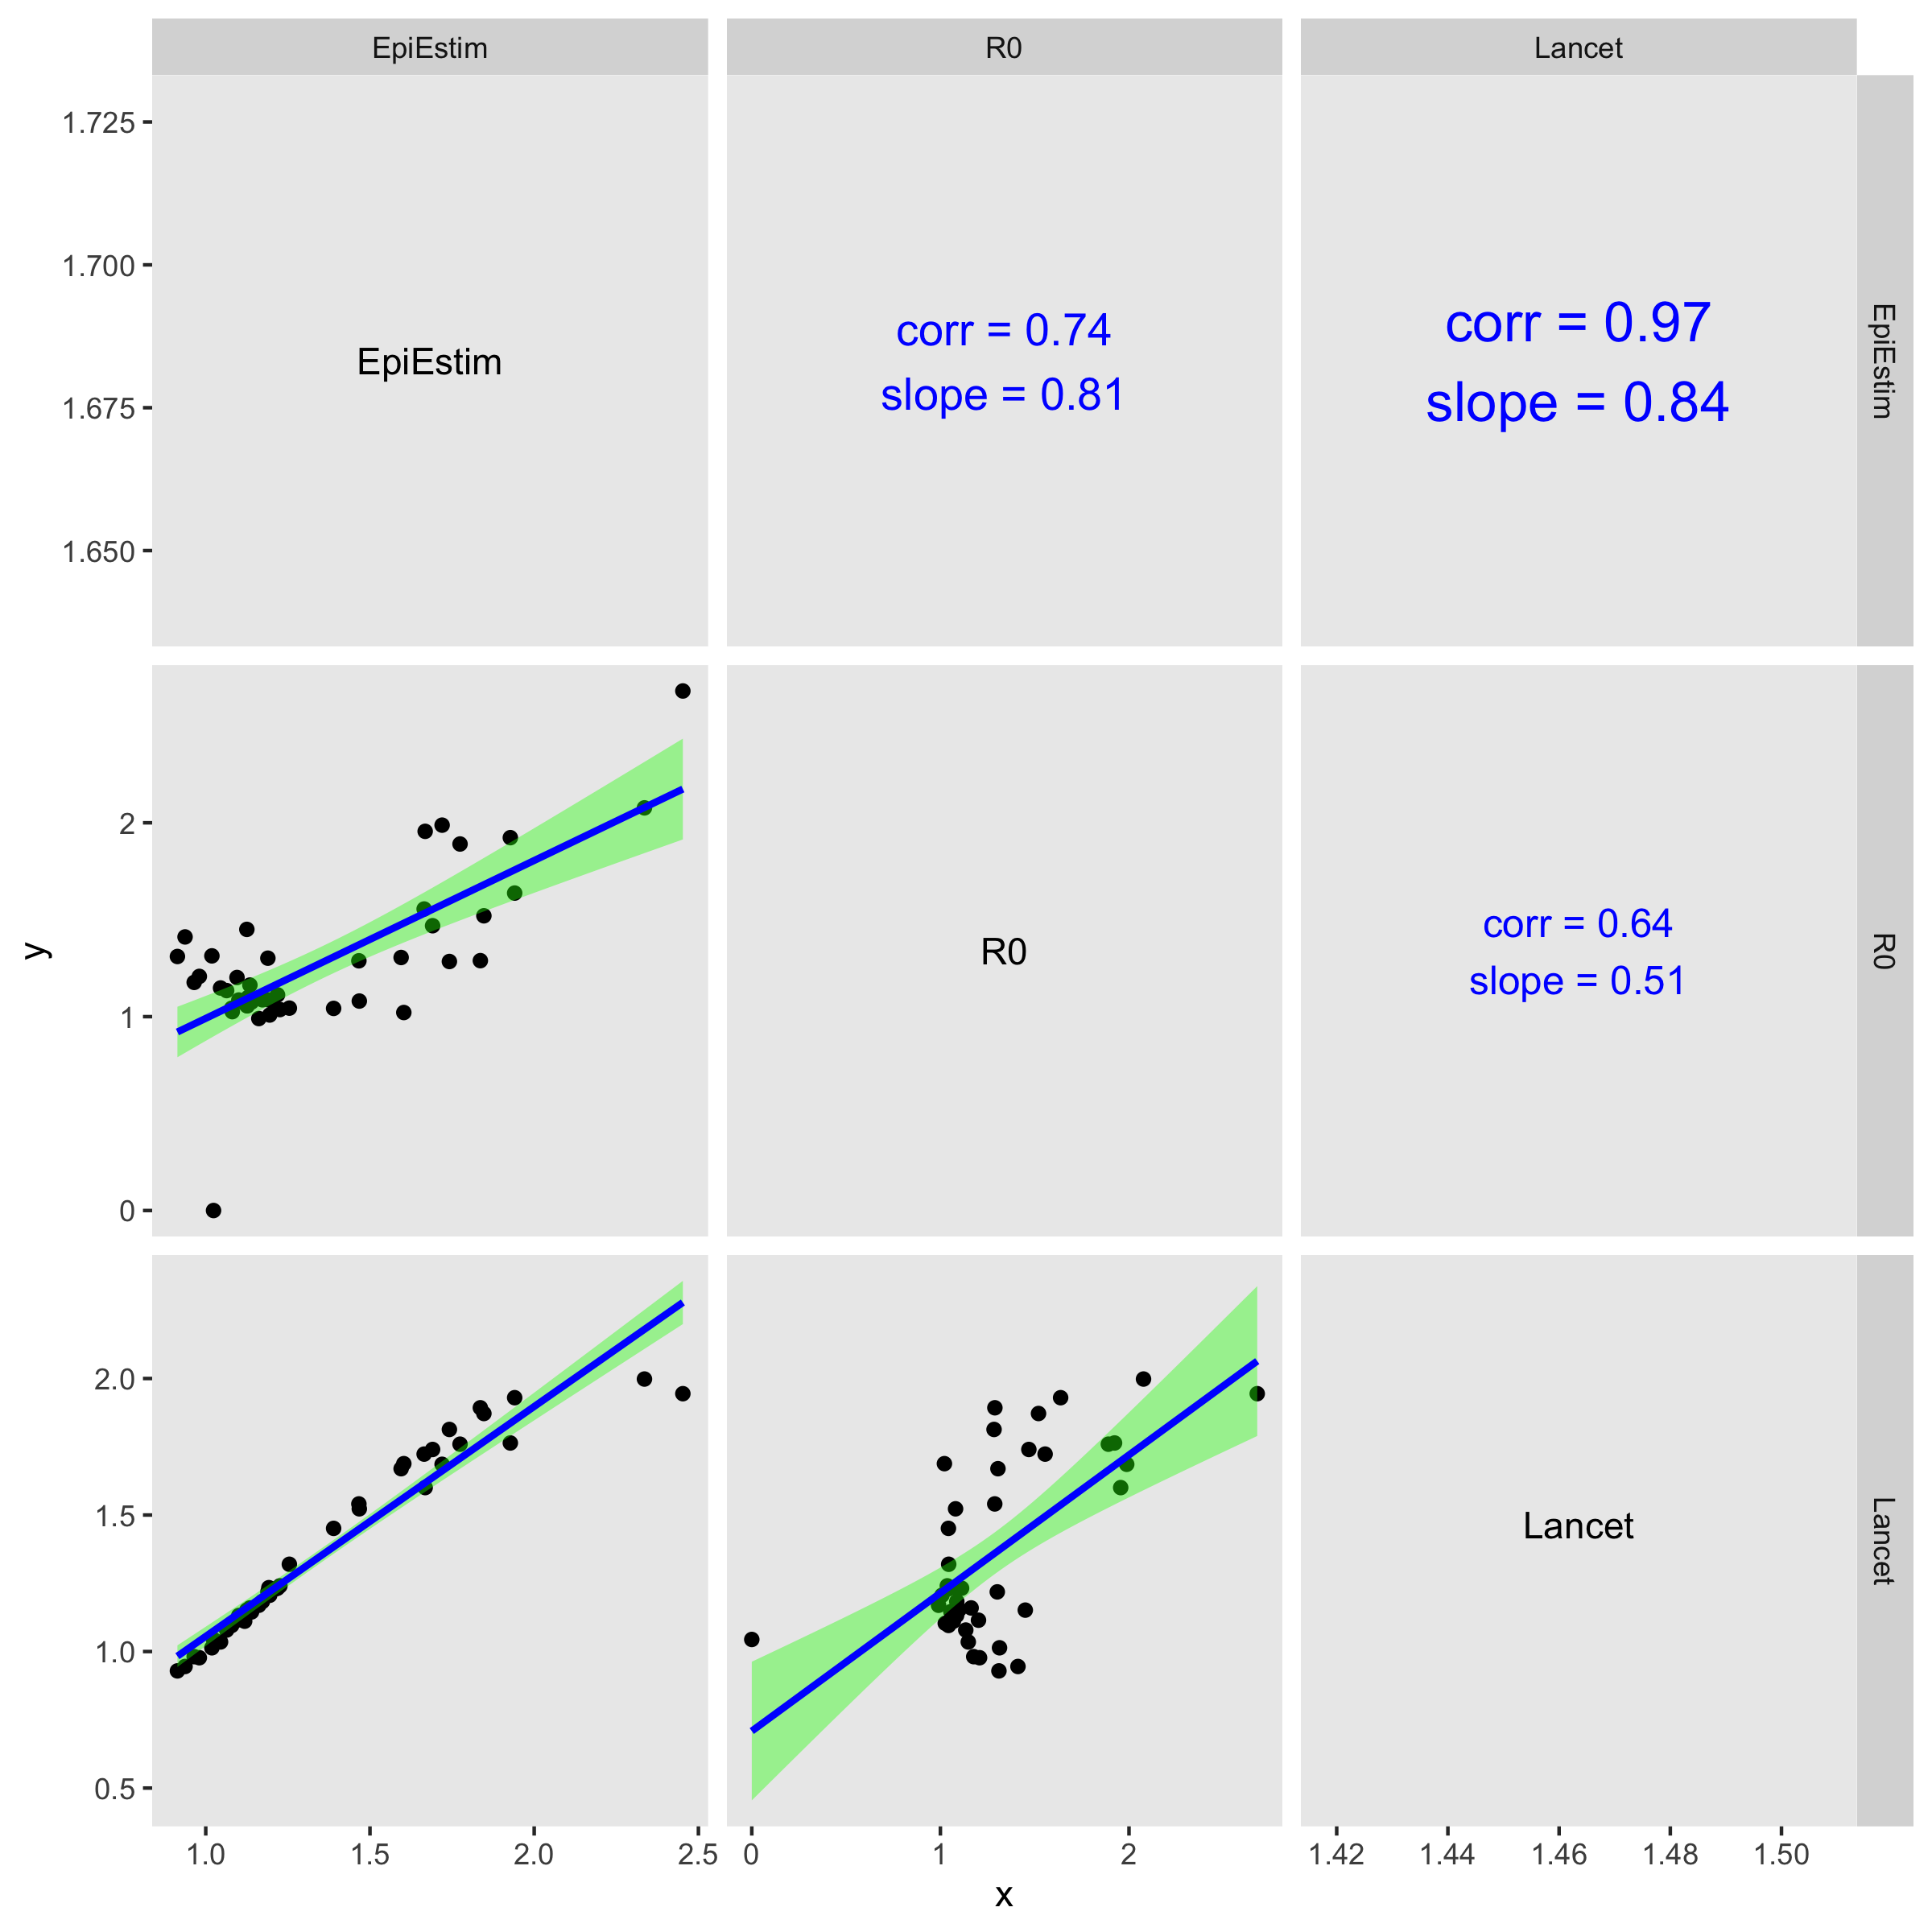 EpiEstim
R0
Lancet
1.725
1.700
1.675
1.650
EpiEstim
corr = 0.74
slope = 0.81
corr = 0.97
slope = 0.84
EpiEstim
y
2
1
0
R0
corr = 0.64
slope = 0.51
R0
2.0
1.5
1.0
0.5
Lancet
Lancet
1.0 1.5 2.0 2.5
0 1 2
1.42 1.44 1.46 1.48 1.50
x